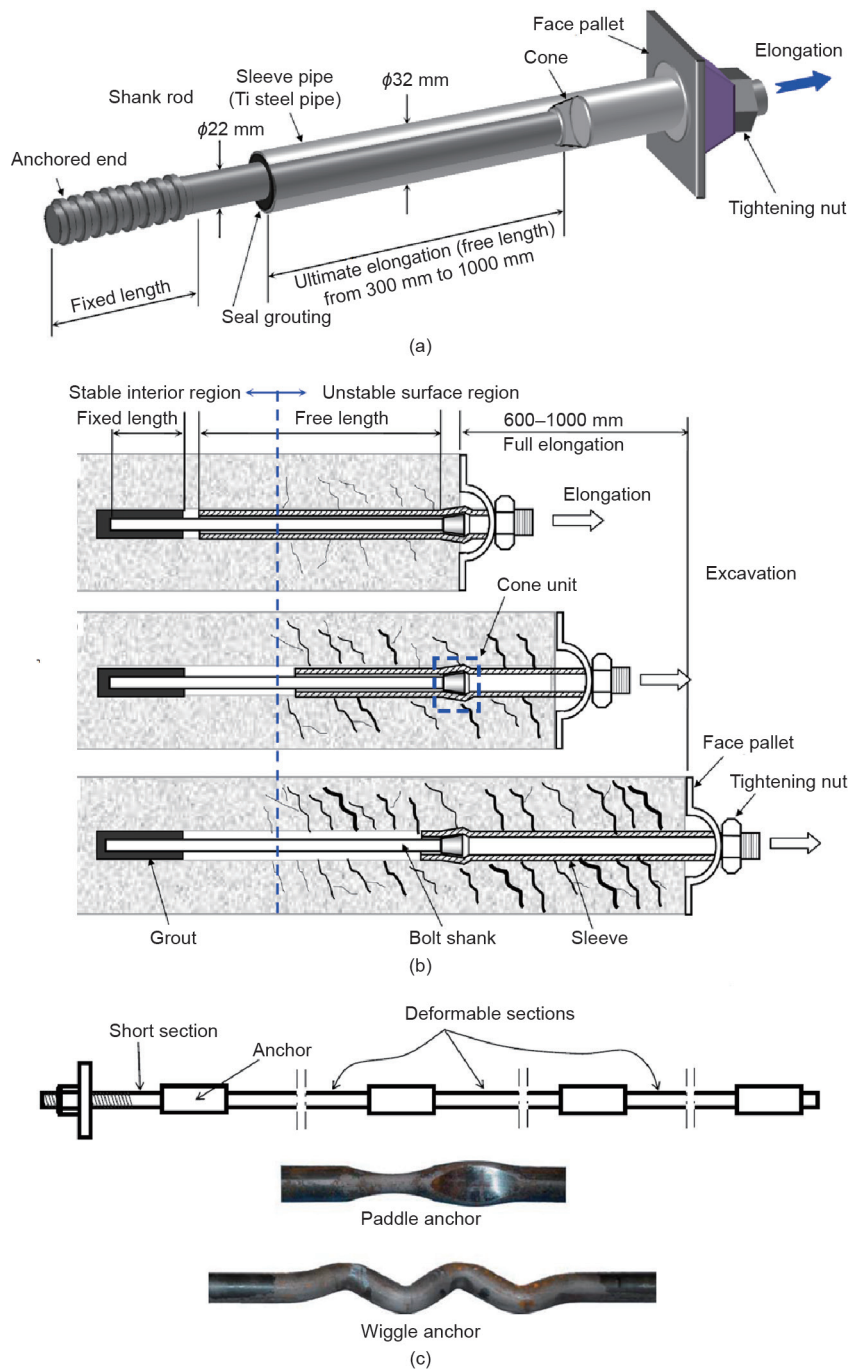 Face pallet
Elongation
Cone
Sleeve pipe
(Ti steel pipe)
ϕ32 mm
Shank rod
ϕ22 mm
Anchored end
Tightening nut
Ultimate elongation (free length)
from 300 mm to 1000 mm
Fixed length
Seal grouting
(a)
Stable interior region
Unstable surface region
Fixed length
Free length
600–1000 mm
Full elongation
Elongation
Excavation
Cone unit
Face pallet
Tightening nut
Grout
Bolt shank
Sleeve
(b)
Deformable sections
Short section
Anchor
Paddle anchor
Wiggle anchor
(c)